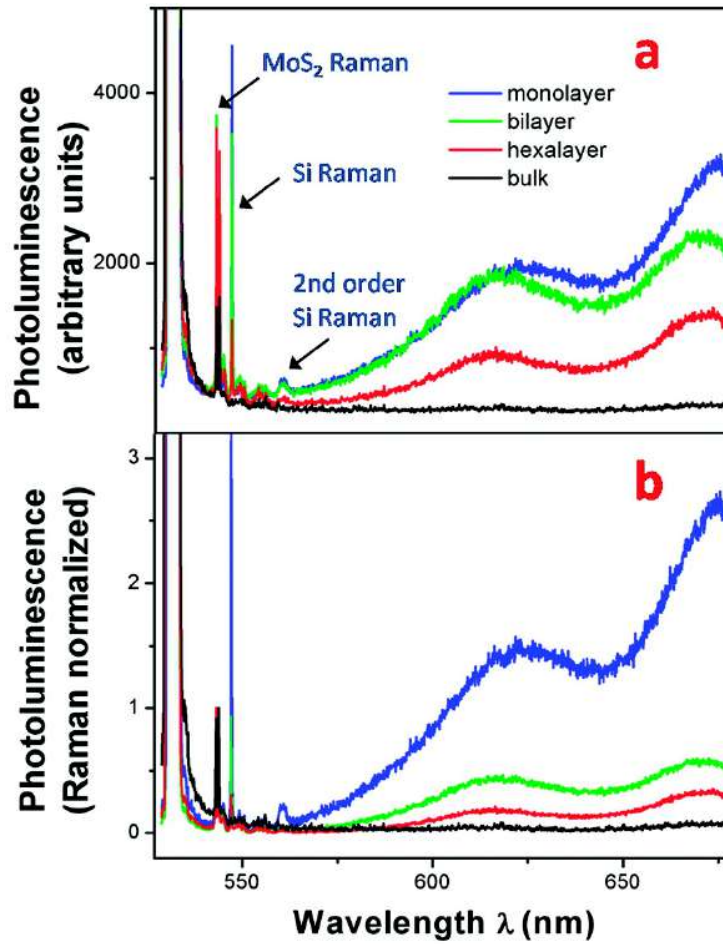 a
MoS₂ Raman
Si Raman
2nd order
Si Raman
monolayer
bilayer
hexalayer
bulk
4000
2000
Photoluminescence
(arbitrary units)
b
3
2
1
0
Photoluminescence
(Raman normalized)
550
600
650
Wavelength λ (nm)